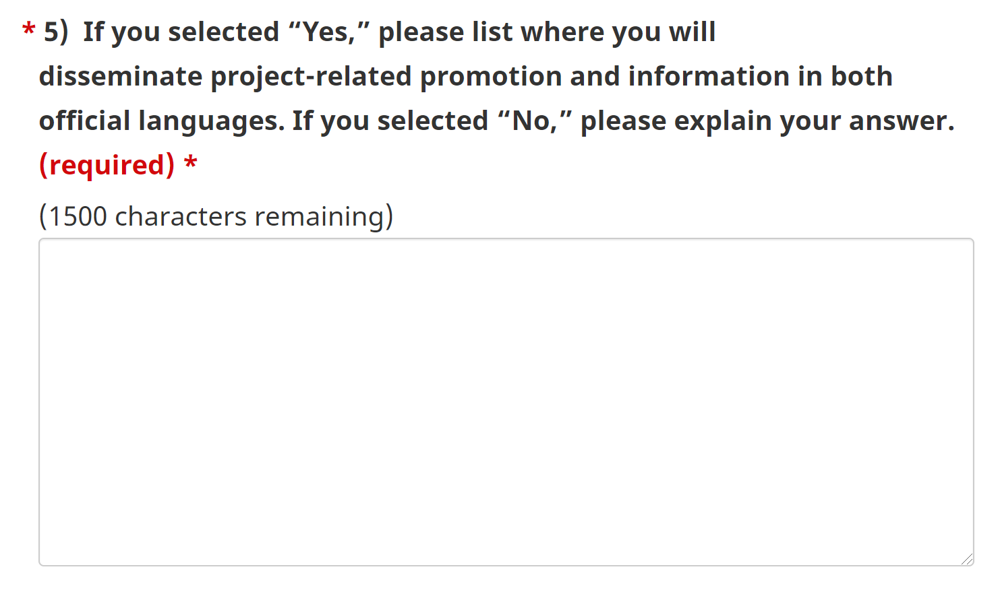 * 5) If you selected “Yes,” please list where you will
disseminate project-related promotion and information in both
official languages. If you selected “No,” please explain your answer.
(required) *
(1500 characters remaining)